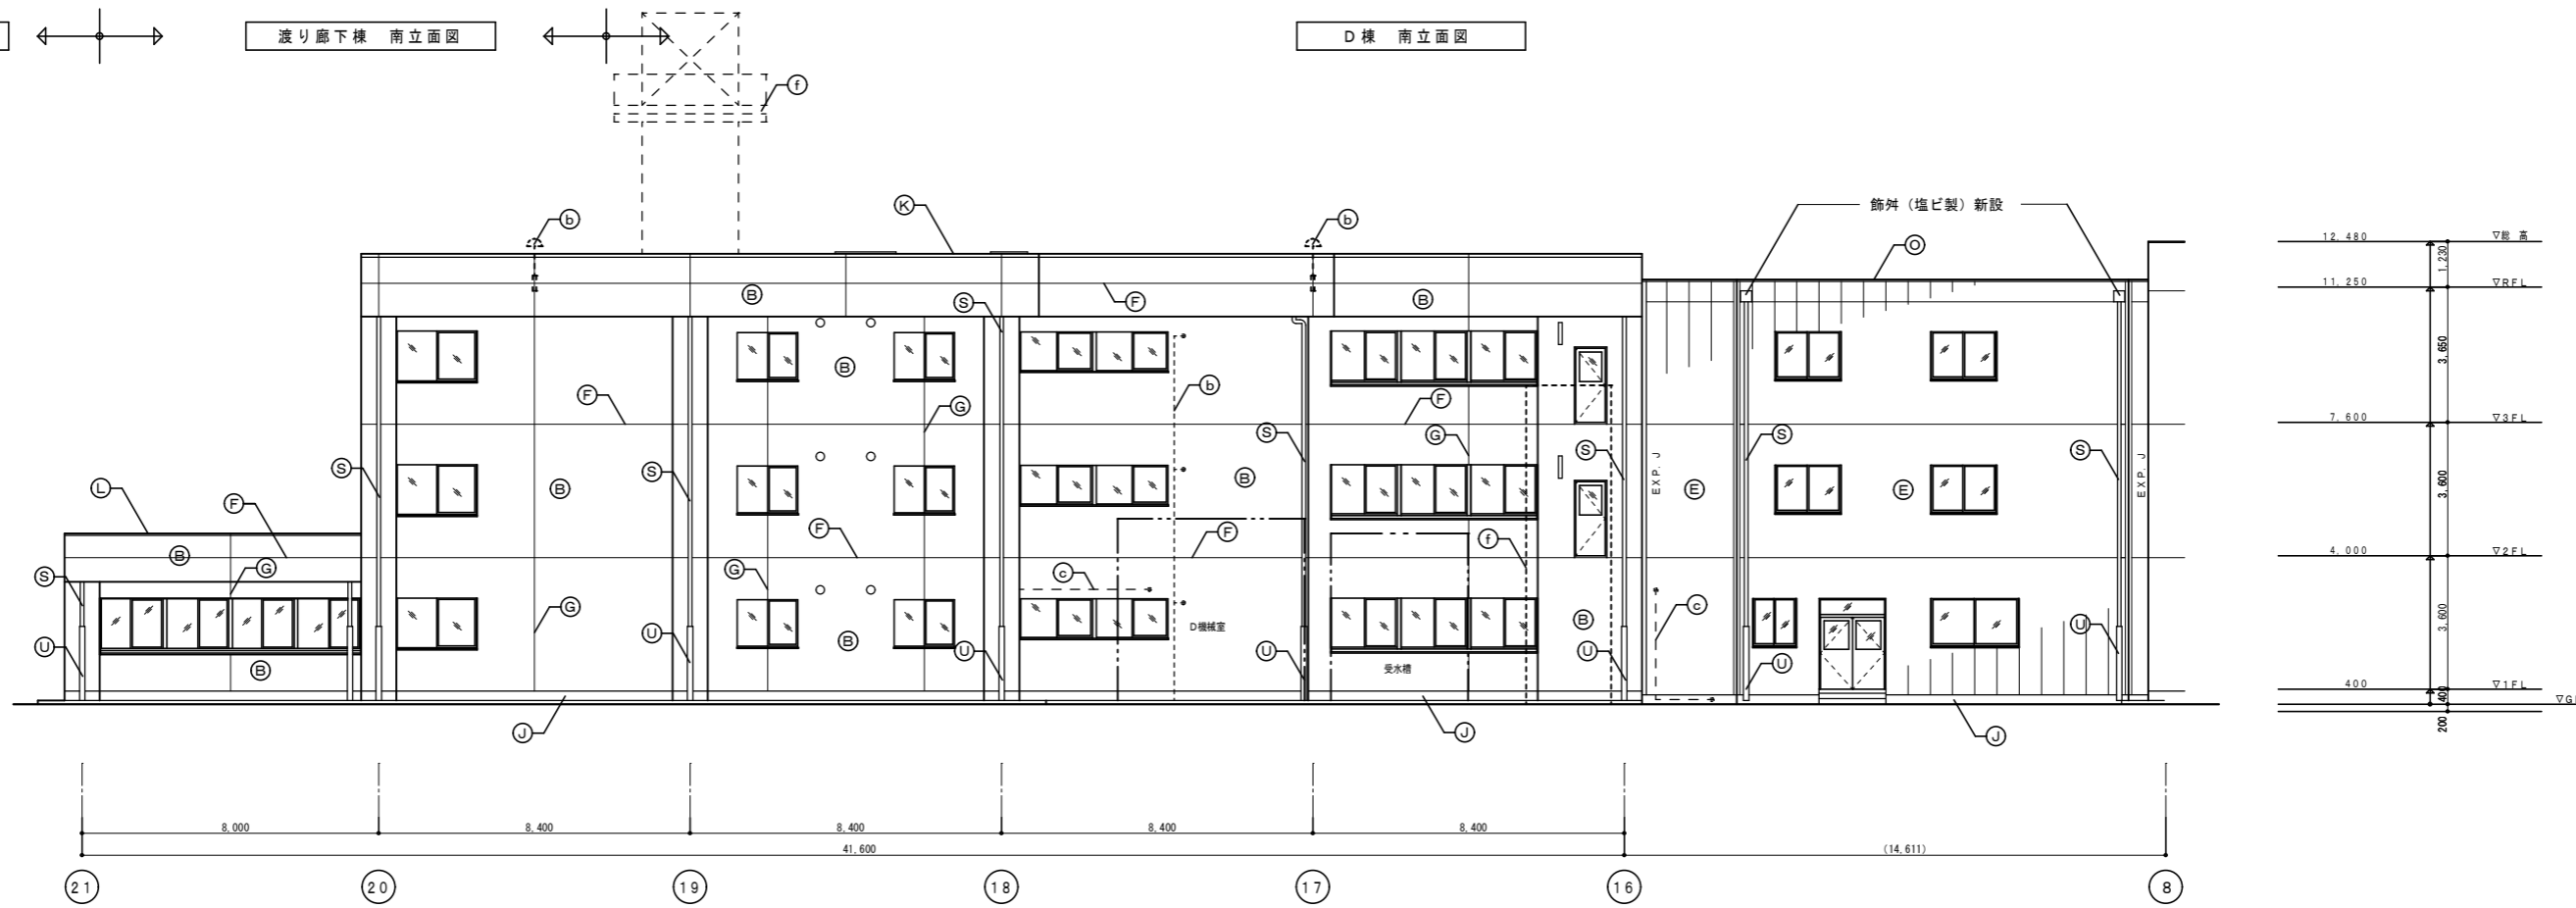 渡り廊下棟 南立面図
D棟 南立面図
f
b
K
b
飾舛（塩ビ製）新設
O
12,480
▽総 高
1,230
11,250
▽RFL
B
F
S
B
3,650
B
b
F
G
F
7,600
▽3FL
S
G
S
S
S
S
L
F
S
B
B
EXP.J
E
E
EXP.J
3,600
F
F
f
4,000
▽2FL
B
G
S
c
G
G
c
3,600
B
D機械室
U
U
U
B
U
U
U
U
U
B
受水槽
400
▽1FL
400
▽G
200
J
J
J
8,000
8,400
8,400
8,400
8,400
41,600
(14,611)
21
20
19
18
17
16
8